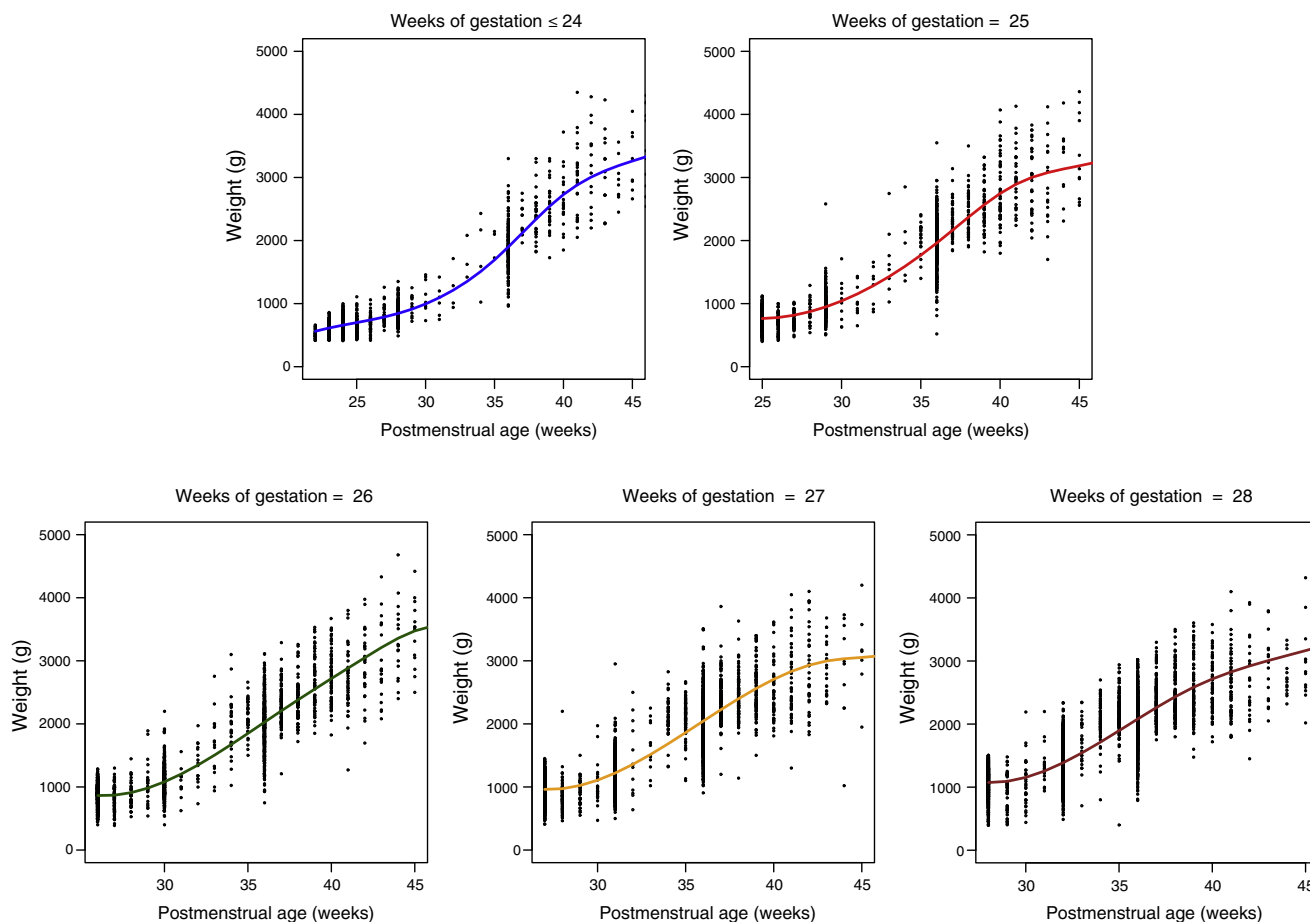 Weeks of gestation ≤ 24
Weeks of gestation = 25
5000
4000
3000
2000
1000
0
Weight (g)
25 30 35 40 45
Postmenstrual age (weeks)
5000
4000
3000
2000
1000
0
Weight (g)
25 30 35 40 45
Postmenstrual age (weeks)
Weeks of gestation = 26
Weeks of gestation = 27
Weeks of gestation = 28
5000
4000
3000
2000
1000
0
Weight (g)
30 35 40 45
Postmenstrual age (weeks)
5000
4000
3000
2000
1000
0
Weight (g)
30 35 40 45
Postmenstrual age (weeks)
5000
4000
3000
2000
1000
0
Weight (g)
30 35 40 45
Postmenstrual age (weeks)